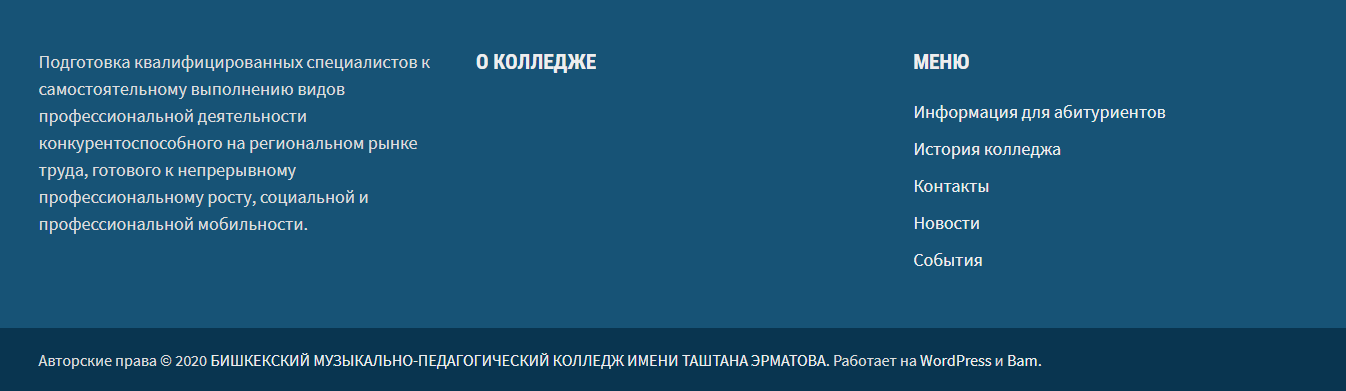 Подготовка квалифицированных специалистов к
самостоятельному выполнению видов
профессиональной деятельности
конкурентоспособного на региональном рынке
труда, готового к непрерывному
профессиональному росту, социальной и
профессиональной мобильности.
О КОЛЛЕДЖЕ
МЕНЮ
Информация для абитуриентов
История колледжа
Контакты
Новости
События
Авторские права © 2020 БИШКЕКСКИЙ МУЗЫКАЛЬНО-ПЕДАГОГИЧЕСКИЙ КОЛЛЕДЖ ИМЕНИ ТАШТАНА ЭРМАТОВА. Работает на WordPress и Bam.